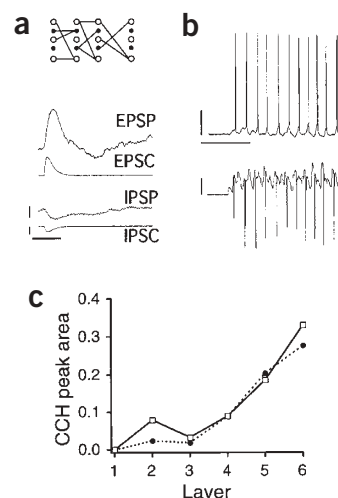 a
b
EPSP
EPSC
IPSP
IPSC
c
CCH peak area
0.4
0.3
0.2
0.1
0.0
1 2 3 4 5 6
Layer